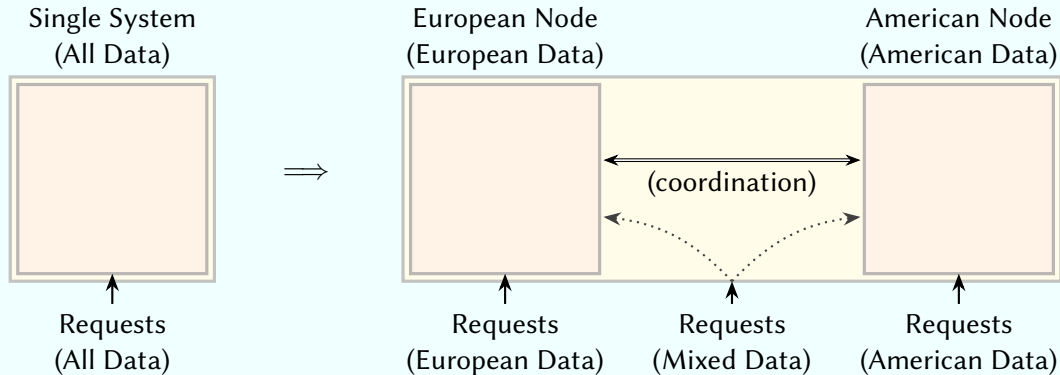 Single System
(All Data)
European Node
(European Data)
American Node
(American Data)
⟹
(coordination)
Requests
(All Data)
Requests
(European Data)
Requests
(Mixed Data)
Requests
(American Data)